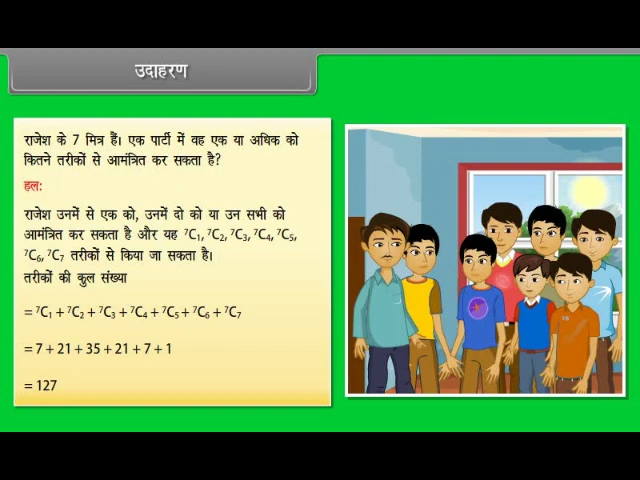 उदाहरण
राजेश के 7 मित्र हैं। एक पार्टी में वह एक या अधिक को
कितने तरीकों से आमंत्रित कर सकता है?
हल:
राजेश उनमें से एक को, उनमें दो को या उन सभी को
आमंत्रित कर सकता है और यह ⁷C₁, ⁷C₂, ⁷C₃, ⁷C₄, ⁷C₅,
⁷C₆, ⁷C₇ तरीकों से किया जा सकता है।
तरीकों की कुल संख्या
= ⁷C₁ + ⁷C₂ + ⁷C₃ + ⁷C₄ + ⁷C₅ + ⁷C₆ + ⁷C₇
= 7 + 21 + 35 + 21 + 7 + 1
= 127